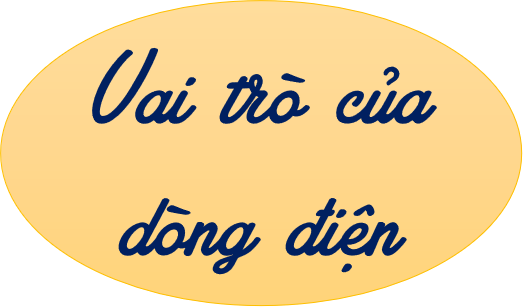 Vai trò của
dòng điện